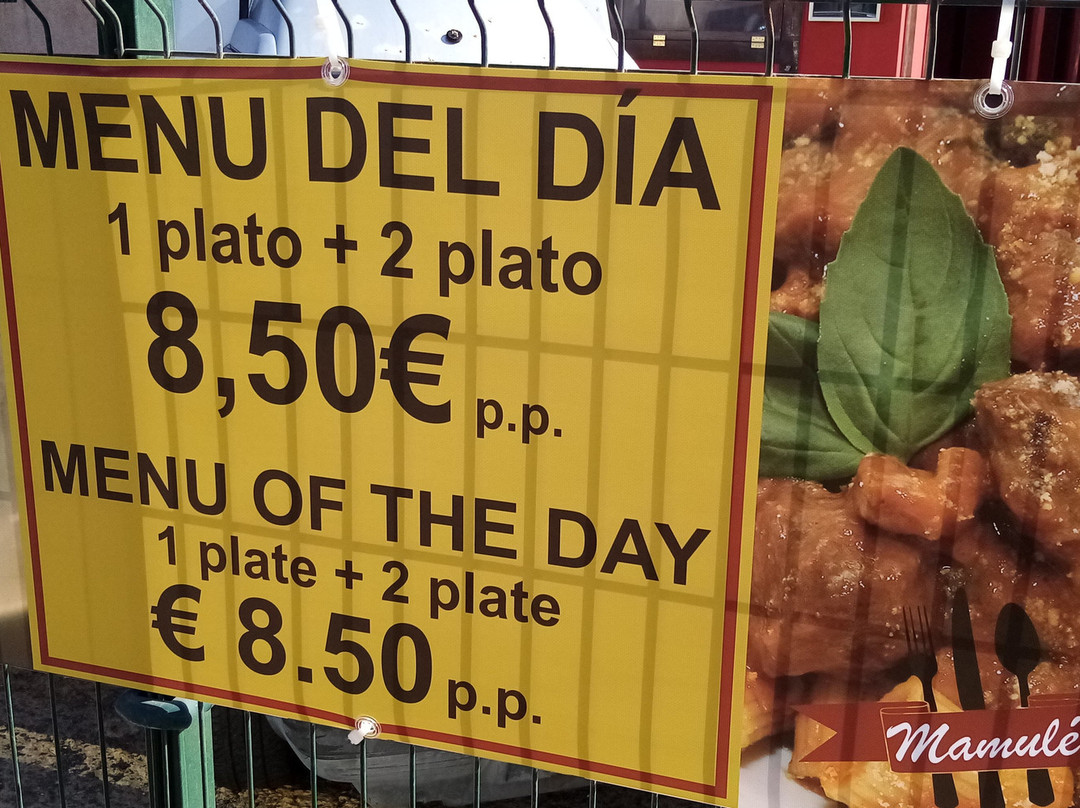 MENU DEL DÍA
1 plato + 2 plato
8,50€ p.p.
MENU OF THE DAY
1 plate + 2 plate
€ 8.50 p.p.